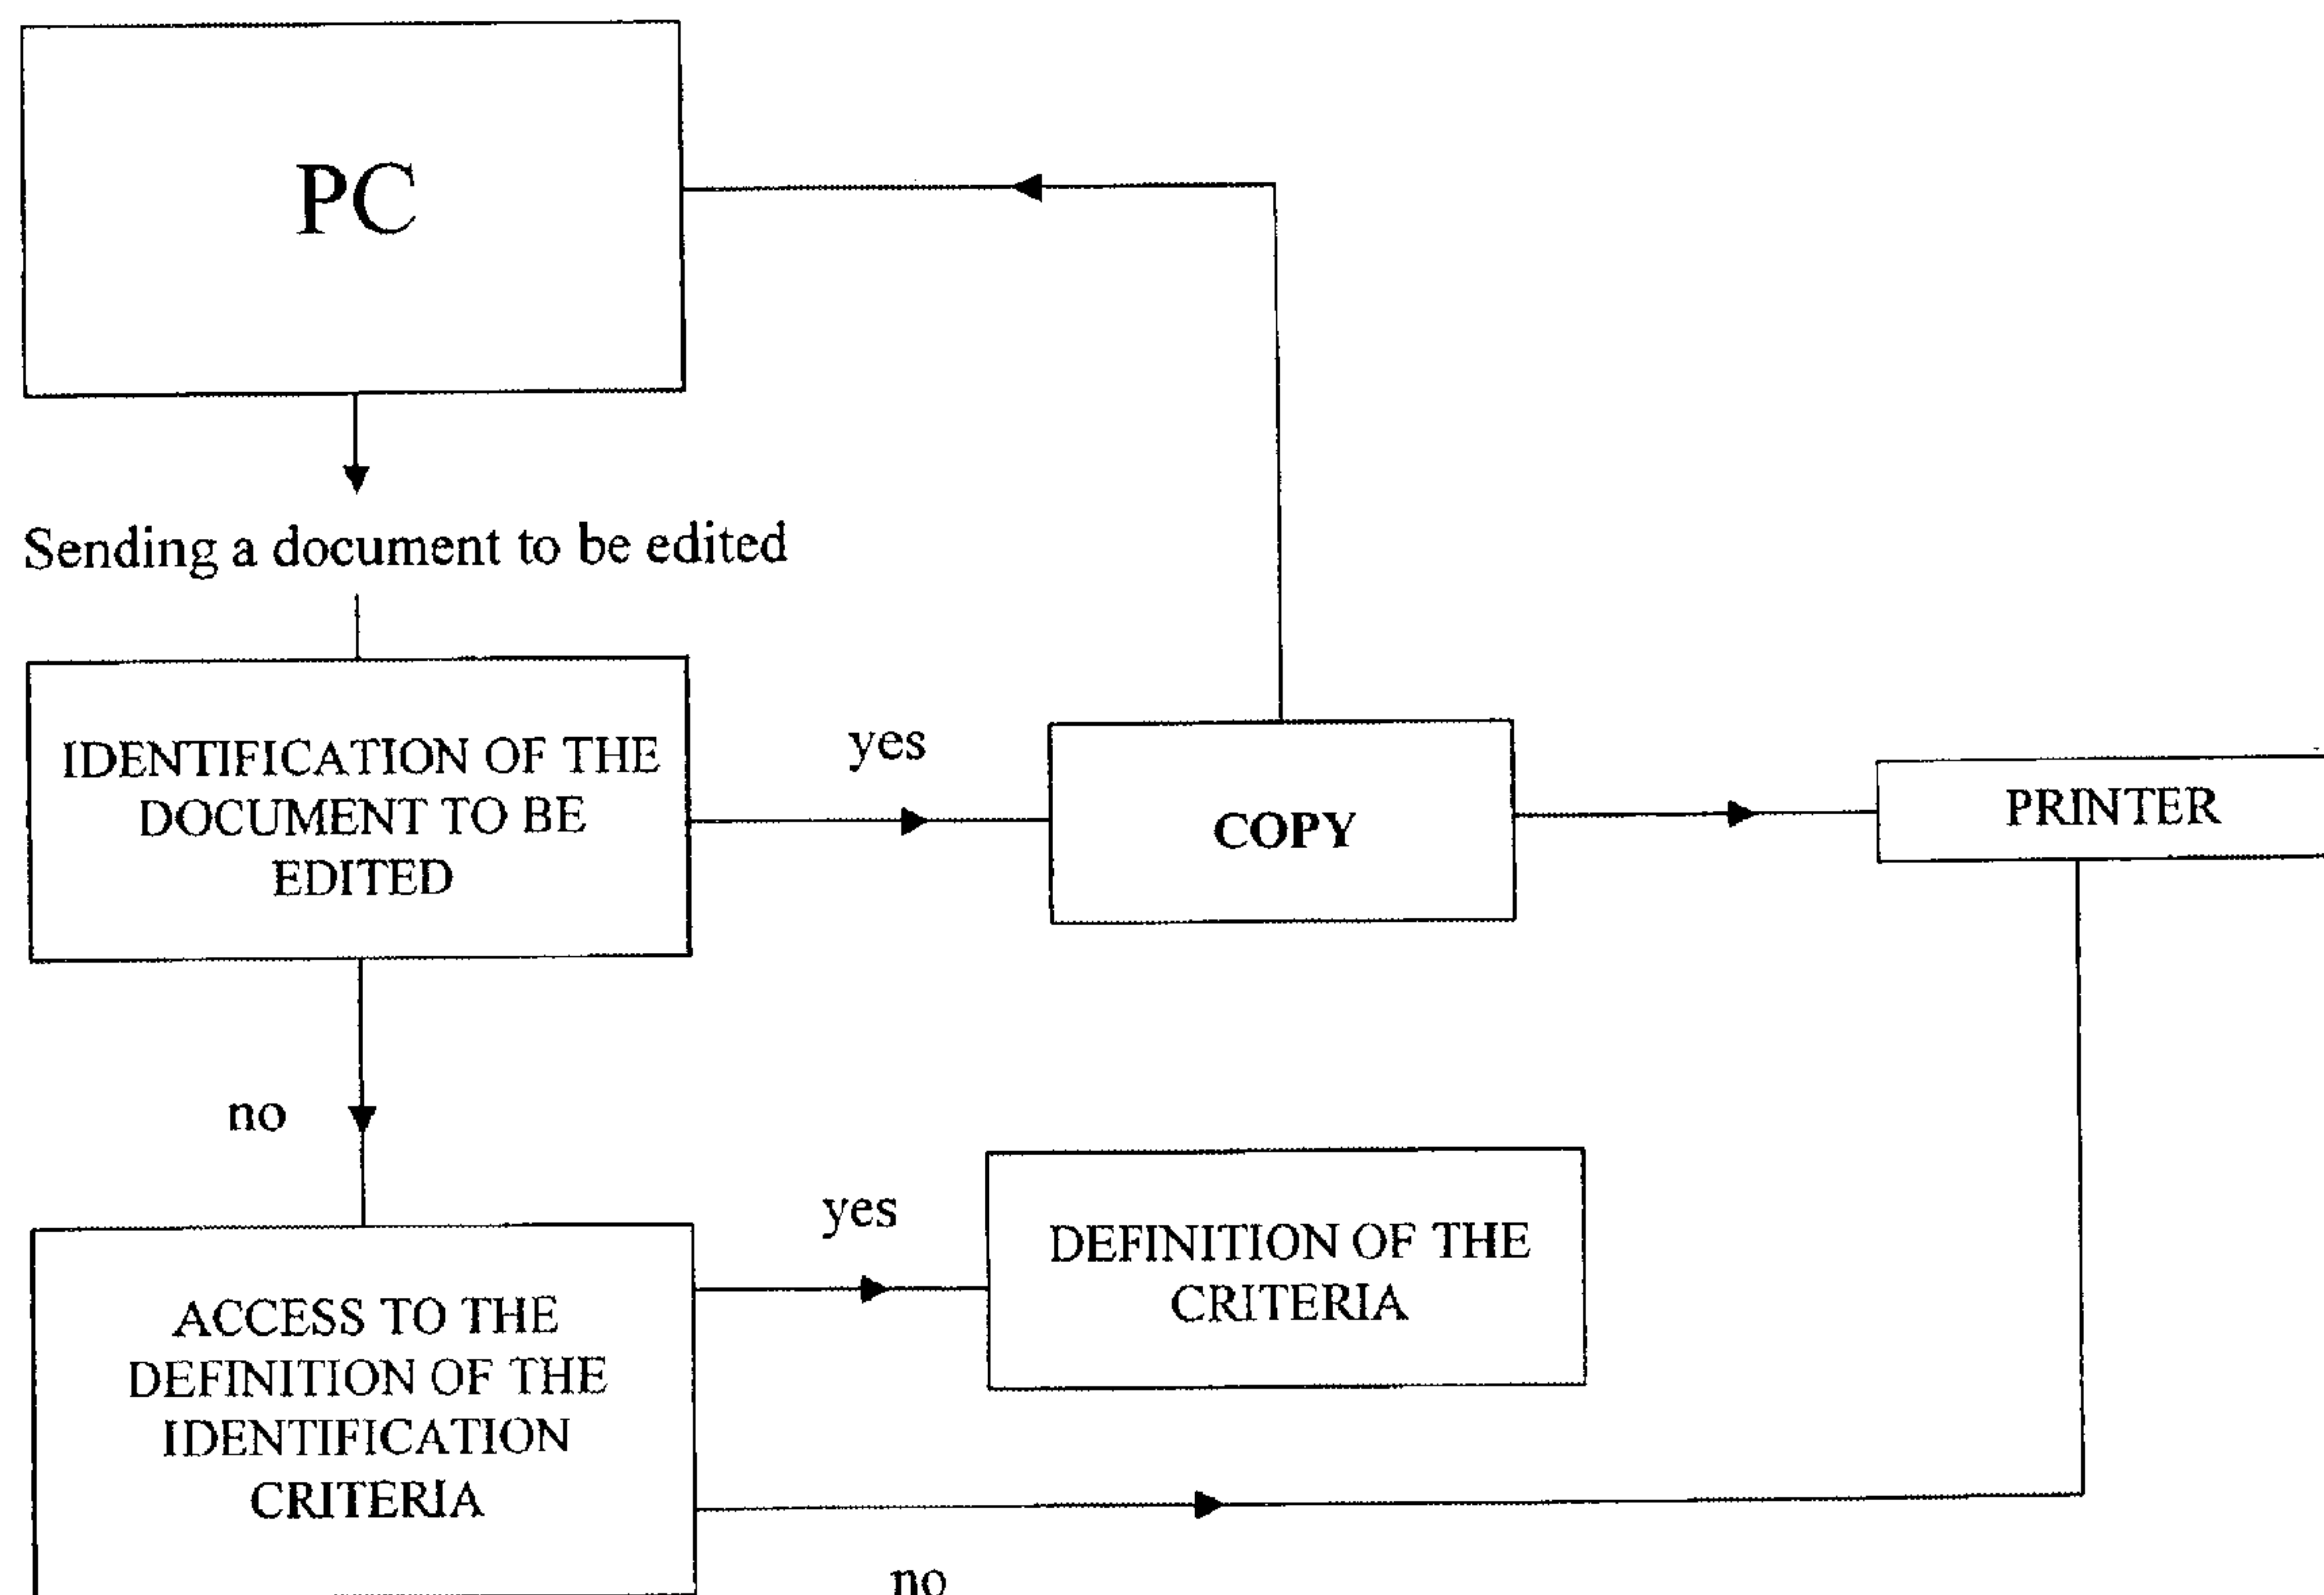 PC
Sending a document to be edited
IDENTIFICATION OF THE
DOCUMENT TO BE
EDITED
yes
COPY
PRINTER
no
yes
DEFINITION OF THE
CRITERIA
ACCESS TO THE
DEFINITION OF THE
IDENTIFICATION
CRITERIA
no